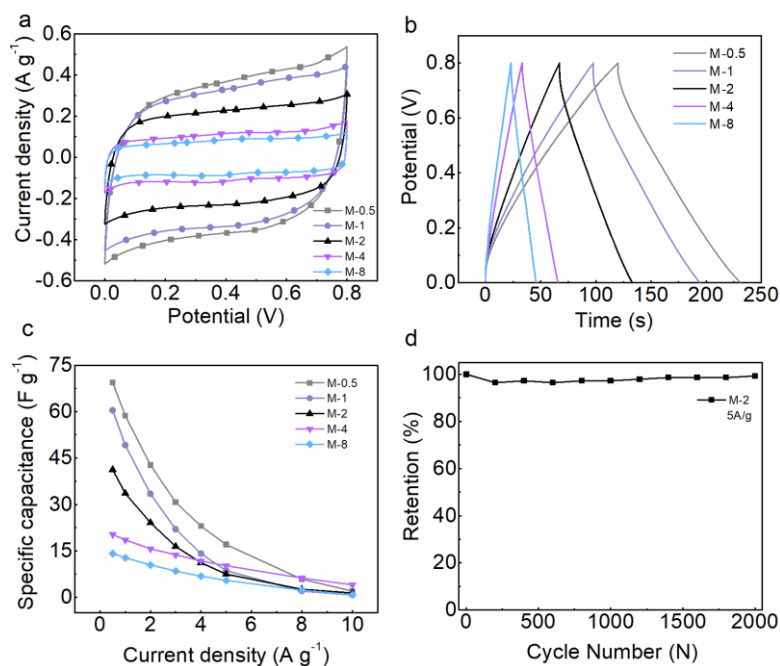 a
Current density (A g⁻¹)
0.6
0.4
0.2
0.0
-0.2
-0.4
-0.6
0.0 0.2 0.4 0.6 0.8
Potential (V)
M-0.5
M-1
M-2
M-4
M-8
b
Potential (V)
0.8
0.6
0.4
0.2
0.0
0 50 100 150 200 250
Time (s)
M-0.5
M-1
M-2
M-4
M-8
c
Specific capacitance (F g⁻¹)
75
60
45
30
15
0
0 2 4 6 8 10
Current density (A g⁻¹)
M-0.5
M-1
M-2
M-4
M-8
d
Retention (%)
100
80
60
40
20
0
0 400 800 1200 1600 2000
Cycle Number (N)
M-2
5A/g